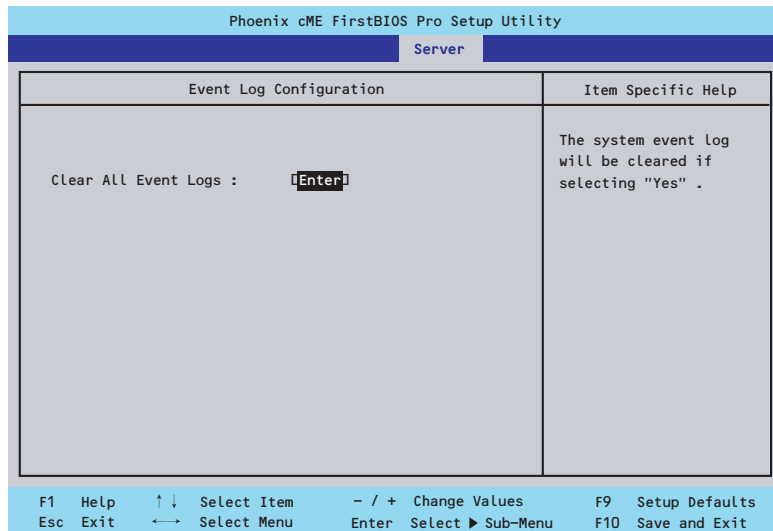 Phoenix cME FirstBIOS Pro Setup Utility
Server
Event Log Configuration
Item Specific Help
Clear All Event Logs : [Enter]
The system event log
will be cleared if
selecting "Yes" .
F1 Help ↑↓ Select Item - / + Change Values F9 Setup Defaults
Esc Exit ←→ Select Menu Enter Select ▶ Sub-Menu F10 Save and Exit